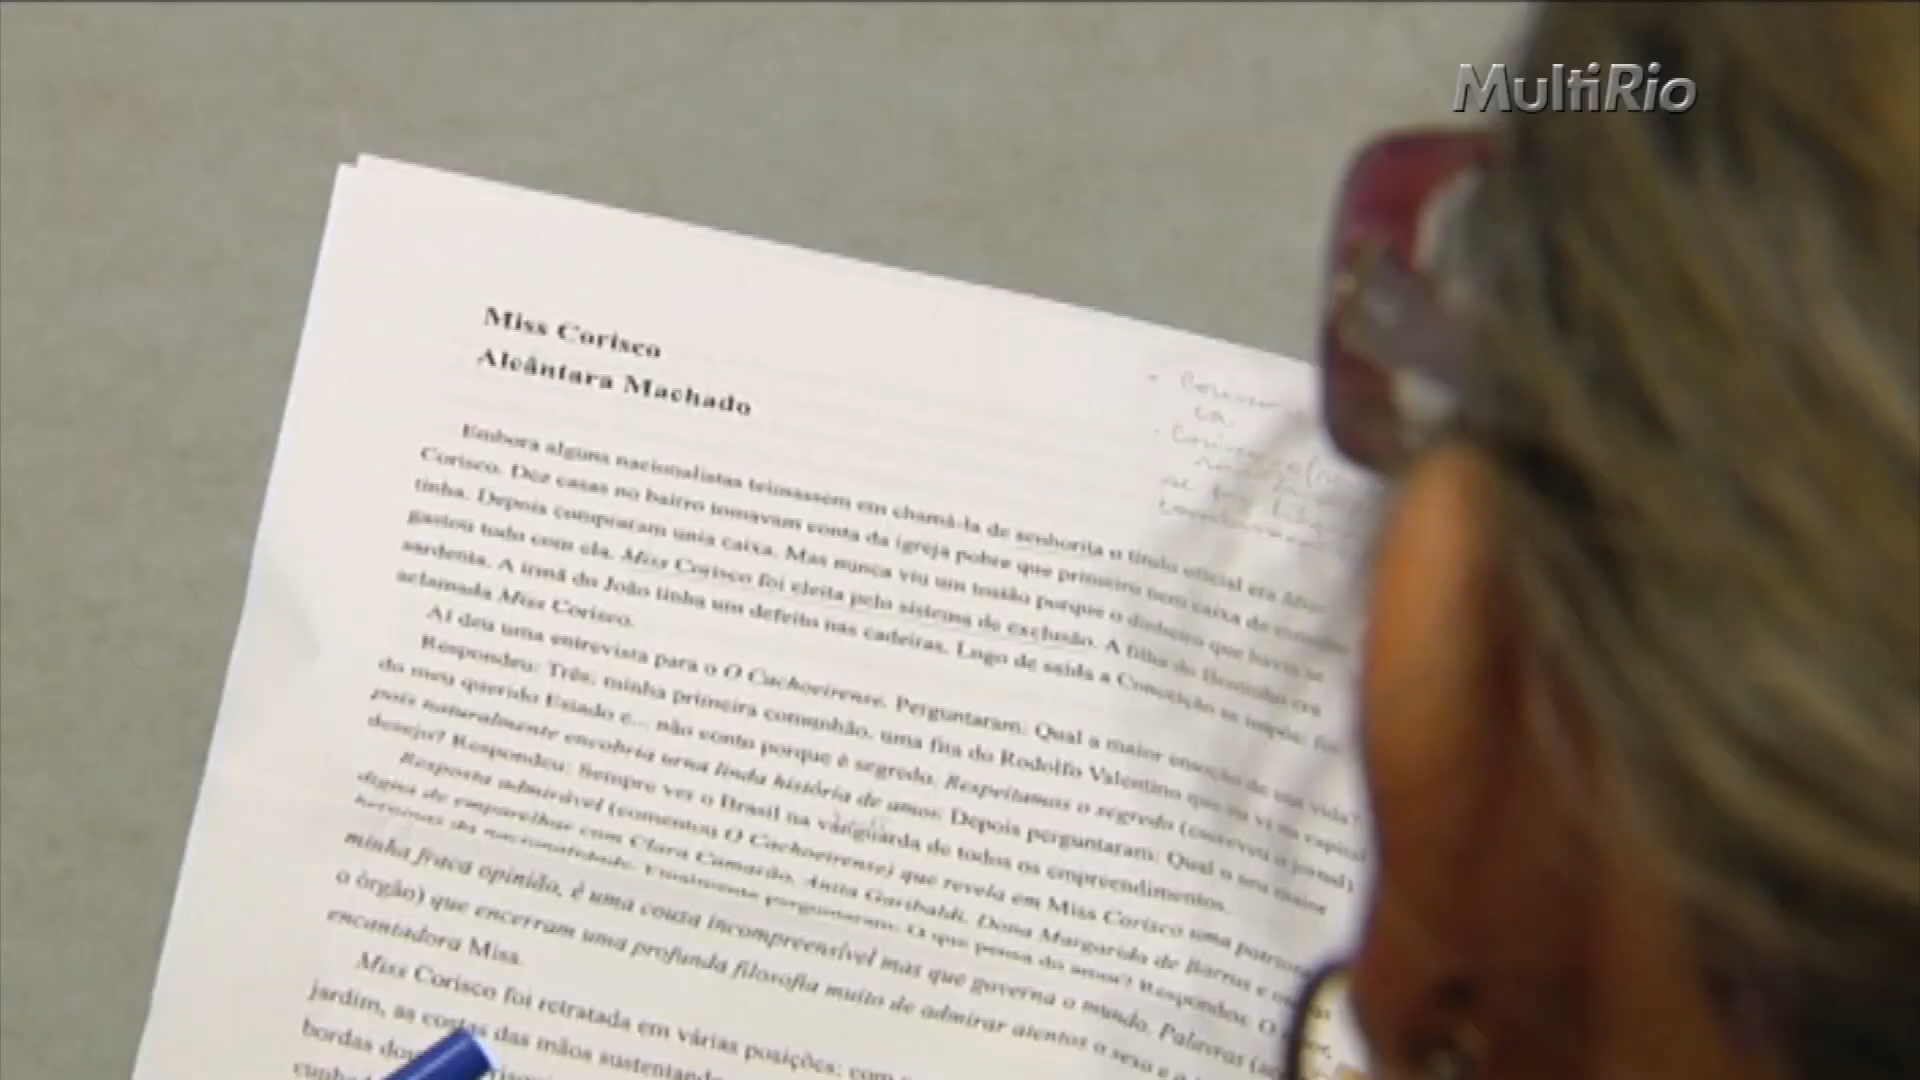 MultiRio
Miss Corisco
Alcântara Machado
Embora alguns nacionalistas teimassem em chamá-la de senhorita o título oficial era Miss
Corisco. Dez casas no bairro tomavam conta da igreja pobre que primeiro nem caixa de esmolas
tinha. Depois compraram uma caixa. Mas nunca viu um tostão porque o dinheiro que havia se
gastou todo com ela. Miss Corisco foi eleita pelo sistema de exclusão. A filha do Bentinho era
sardenta. A irmã do João tinha um defeito nas cadeiras. Logo de saída a Conceição se impôs: foi
aclamada Miss Corisco.
Aí deu uma entrevista para o O Cachoeirense. Perguntaram: Qual a maior emoção de sua vida?
Respondeu: Três: minha primeira comunhão, uma fita do Rodolfo Valentino que eu vi na capital
do meu querido Estado e... não conto porque é segredo. Respeitamos o segredo (escreveu o jornal)
pois naturalmente encobria uma linda história de amor. Depois perguntaram: Qual o seu maior
desejo? Respondeu: Sempre ver o Brasil na vanguarda de todos os empreendimentos.
Resposta admirável (comentou O Cachoeirense) que revela em Miss Corisco uma patriota
digna de emparelhar com Clara Camarão, Anita Garibaldi, Dona Margarida de Barros e
heroínas da nacionalidade. Finalmente perguntaram: O que pensa do amor? Respondeu: O
minha fraca opinião, é uma couta incompreensível mas que governa o mundo. Palavras
o órgão) que encerram uma profunda filosofia muito de admirar atentos o sexo e
encantadora Miss.
Miss Corisco foi retratada em várias posições: com
jardim, as costas das mãos sustentando
bordas